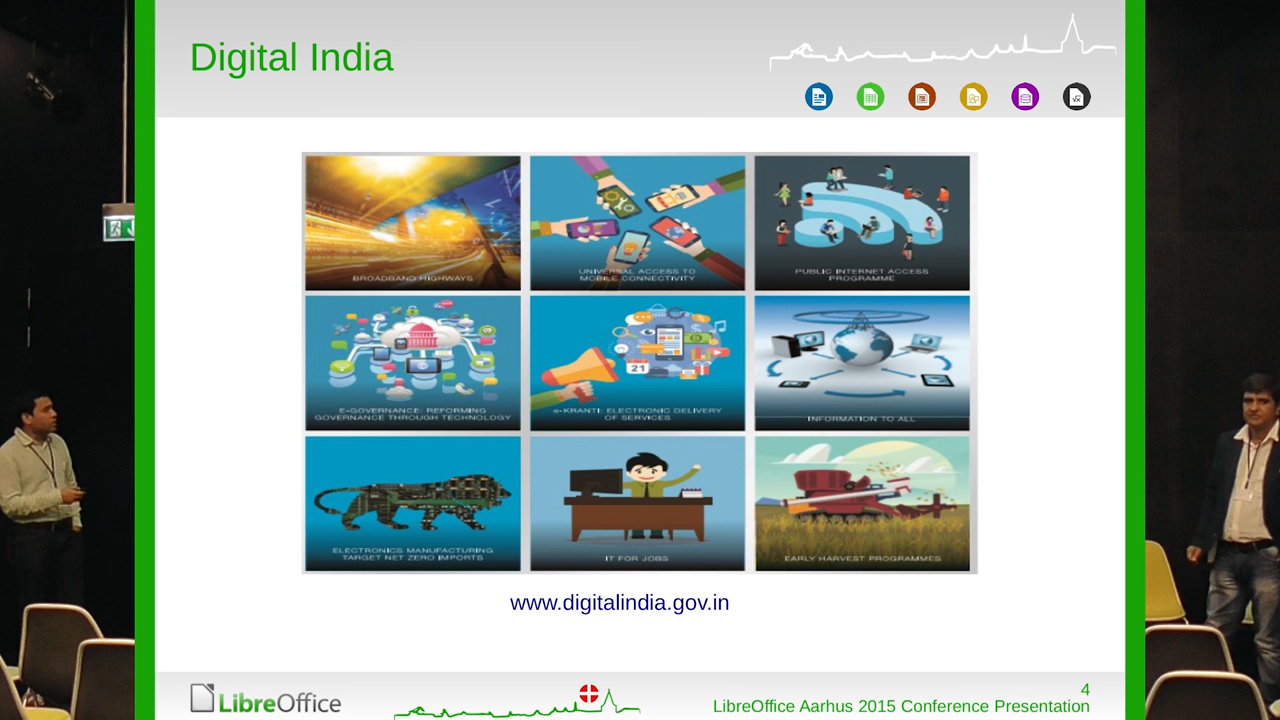 Digital India
BROADBAND HIGHWAYS
UNIVERSAL ACCESS TO
MOBILE CONNECTIVITY
PUBLIC INTERNET ACCESS
PROGRAMME
E-GOVERNANCE: REFORMING
GOVERNANCE THROUGH TECHNOLOGY
21
e-KRANTI: ELECTRONIC DELIVERY
OF SERVICES
INFORMATION TO ALL
ELECTRONICS MANUFACTURING
TARGET NET ZERO IMPORTS
IT FOR JOBS
EARLY HARVEST PROGRAMMES
www.digitalindia.gov.in
LibreOffice
4
LibreOffice Aarhus 2015 Conference Presentation